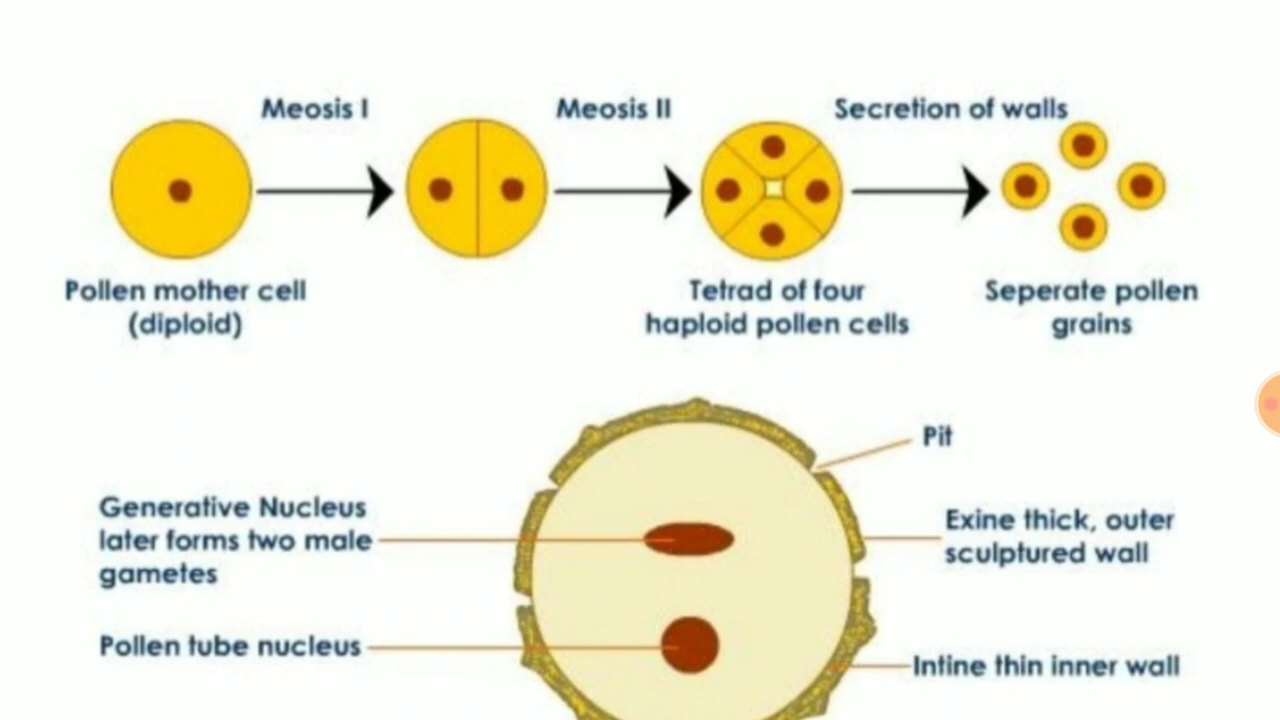 Meosis I
Meosis II
Secretion of walls
Pollen mother cell
(diploid)
Tetrad of four
haploid pollen cells
Seperate pollen
grains
Pit
Generative Nucleus
later forms two male
gametes
Exine thick, outer
sculptured wall
Pollen tube nucleus
Intine thin inner wall